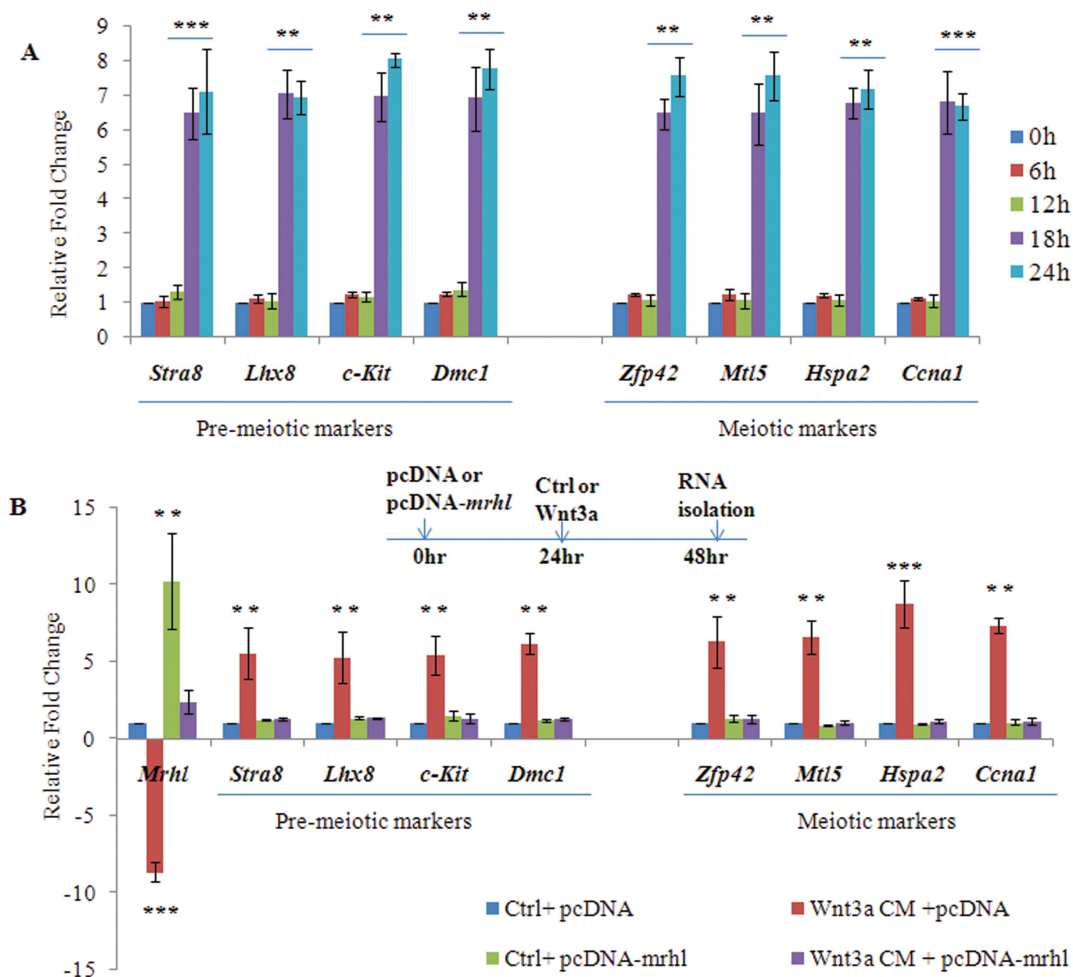 A
Relative Fold Change
9
8
7
6
5
4
3
2
1
0
*** ** ** ** ** ** ** ***
0h
6h
12h
18h
24h
Stra8 Lhx8 c-Kit Dmc1 Zfp42 Mtl5 Hspa2 Ccna1
Pre-meiotic markers Meiotic markers
B
Relative Fold Change
15
10
5
0
-5
-10
-15
pcDNA or
pcDNA-mrhl
Ctrl or
Wnt3a
RNA
isolation
0hr 24hr 48hr
** ** ** ** ** ** ** *** **
Mrhl Stra8 Lhx8 c-Kit Dmc1 Zfp42 Mtl5 Hspa2 Ccna1
Pre-meiotic markers Meiotic markers
***
Ctrl+ pcDNA
Wnt3a CM +pcDNA
Ctrl+ pcDNA-mrhl
Wnt3a CM + pcDNA-mrhl